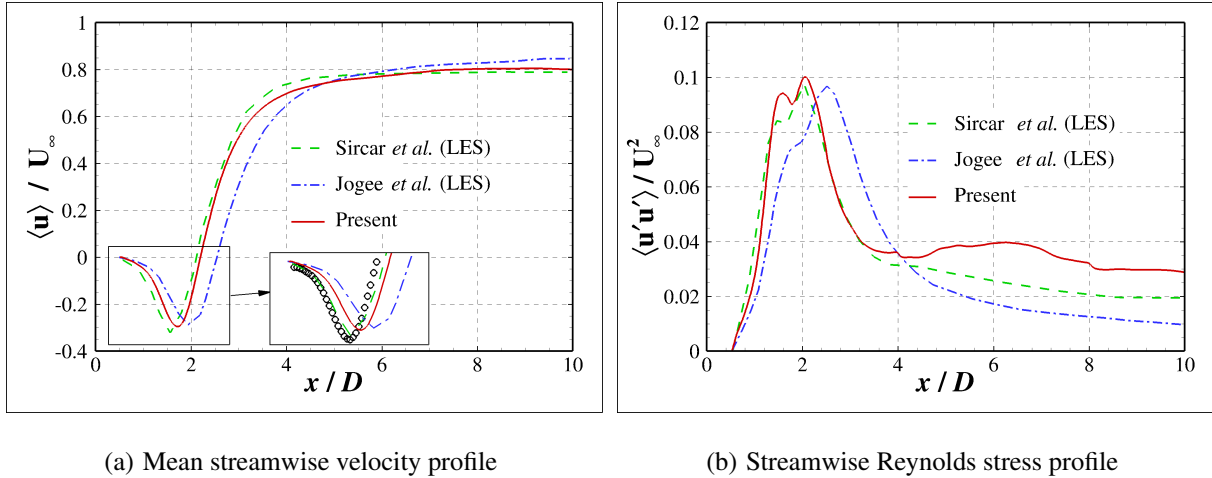 1
0.8
0.6
0.4
0.2
0
-0.2
-0.4
⟨u⟩ / U∞
Sircar et al. (LES)
Jogee et al. (LES)
Present
0 2 4 6 8 10
x / D
0.12
0.1
0.08
0.06
0.04
0.02
0
⟨u′u′⟩ / U²∞
Sircar et al. (LES)
Jogee et al. (LES)
Present
0 2 4 6 8 10
x / D
(a) Mean streamwise velocity profile
(b) Streamwise Reynolds stress profile